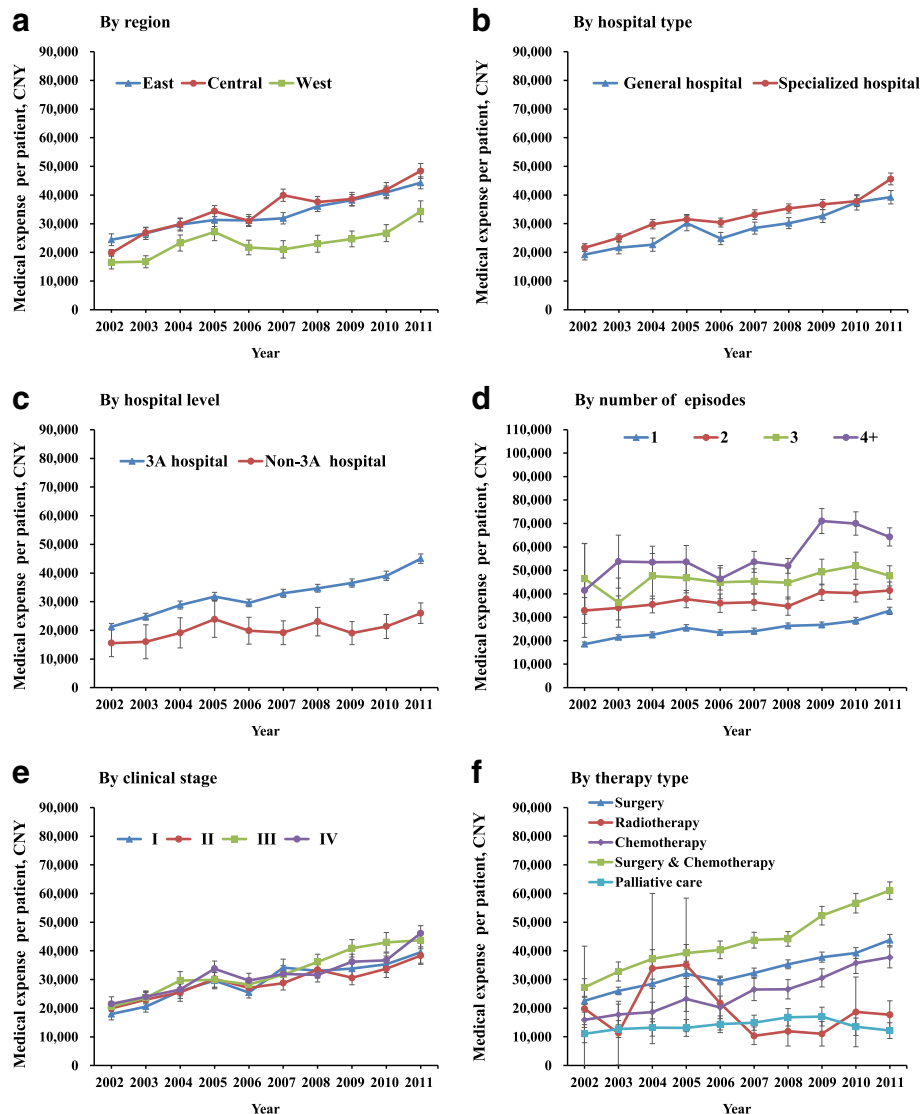 a By region
Medical expense per patient, CNY
90,000
80,000
70,000
60,000
50,000
40,000
30,000
20,000
10,000
0
East Central West
2002 2003 2004 2005 2006 2007 2008 2009 2010 2011
Year
b By hospital type
Medical expense per patient, CNY
90,000
80,000
70,000
60,000
50,000
40,000
30,000
20,000
10,000
0
General hospital Specialized hospital
2002 2003 2004 2005 2006 2007 2008 2009 2010 2011
Year
c By hospital level
Medical expense per patient, CNY
90,000
80,000
70,000
60,000
50,000
40,000
30,000
20,000
10,000
0
3A hospital Non-3A hospital
2002 2003 2004 2005 2006 2007 2008 2009 2010 2011
Year
d By number of episodes
Medical expense per patient, CNY
110,000
100,000
90,000
80,000
70,000
60,000
50,000
40,000
30,000
20,000
10,000
0
1 2 3 4+
2002 2003 2004 2005 2006 2007 2008 2009 2010 2011
Year
e By clinical stage
Medical expense per patient, CNY
90,000
80,000
70,000
60,000
50,000
40,000
30,000
20,000
10,000
0
I II III IV
2002 2003 2004 2005 2006 2007 2008 2009 2010 2011
Year
f By therapy type
Medical expense per patient, CNY
90,000
80,000
70,000
60,000
50,000
40,000
30,000
20,000
10,000
0
Surgery
Radiotherapy
Chemotherapy
Surgery & Chemotherapy
Palliative care
2002 2003 2004 2005 2006 2007 2008 2009 2010 2011
Year